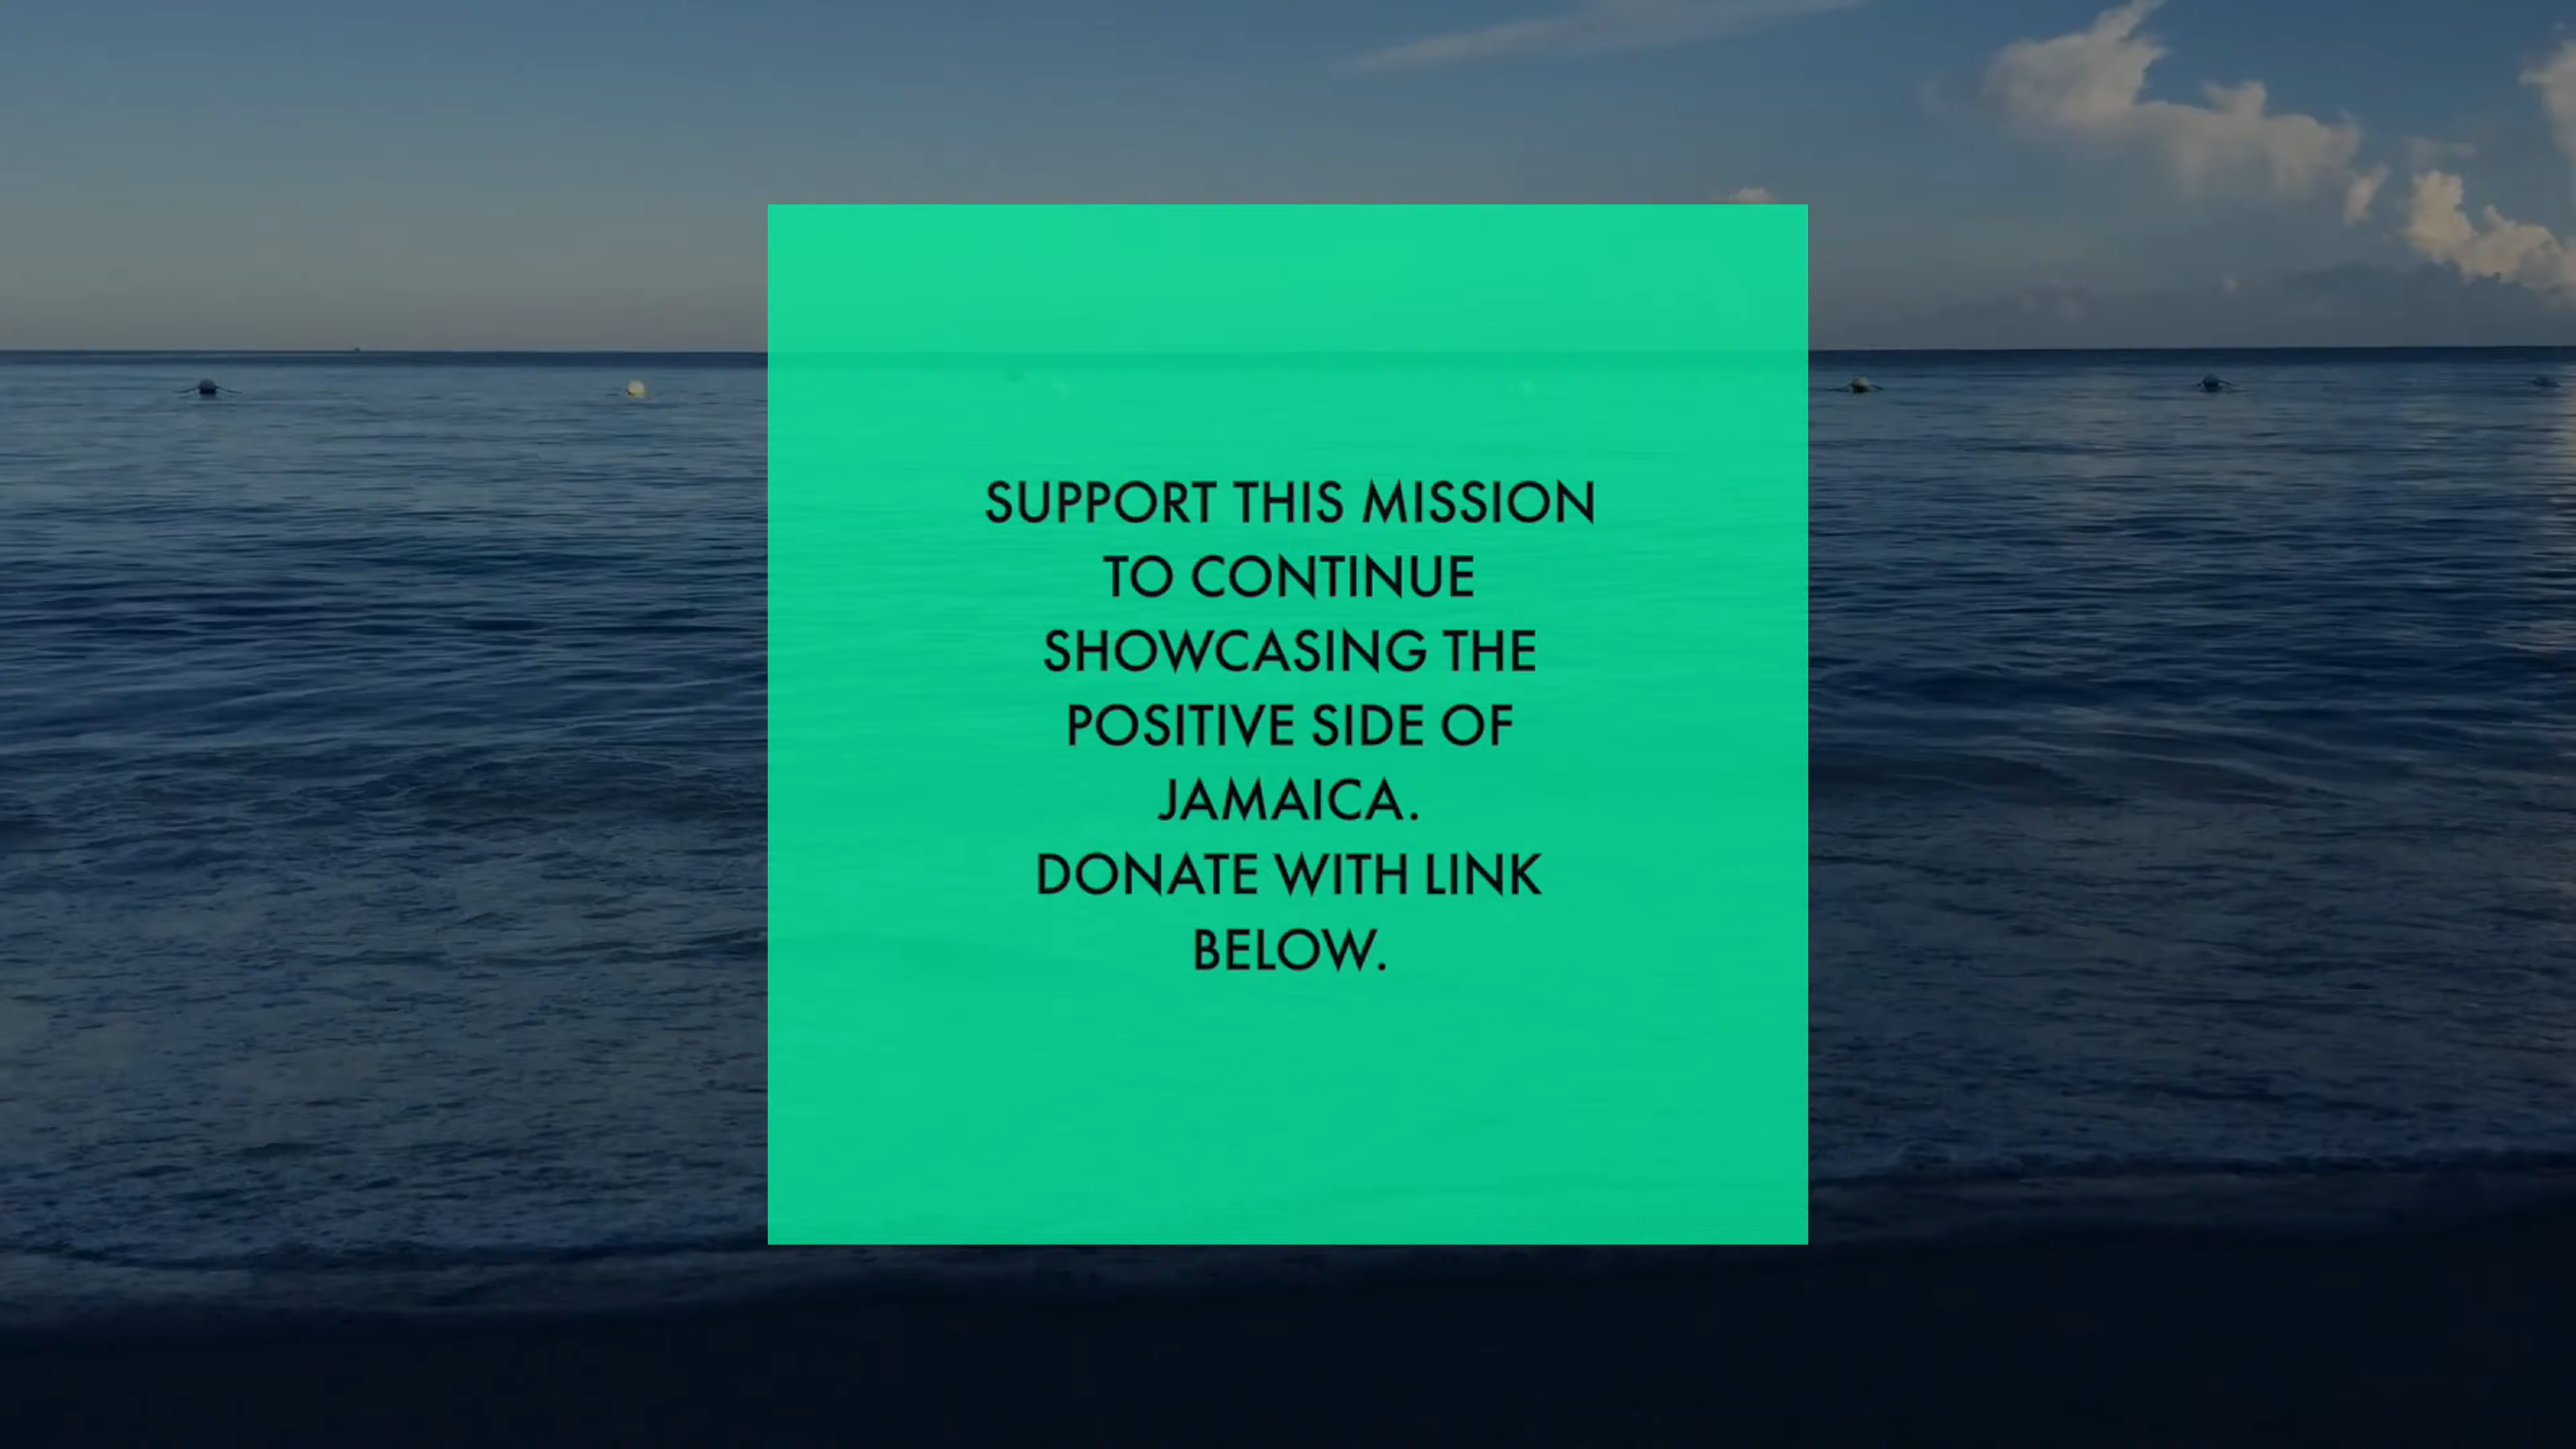 SUPPORT THIS MISSION
TO CONTINUE
SHOWCASING THE
POSITIVE SIDE OF
JAMAICA.
DONATE WITH LINK
BELOW.